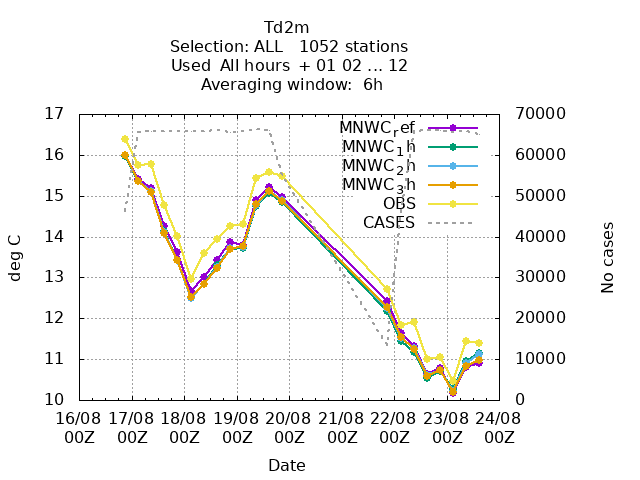 Td2m
Selection: ALL   1052 stations
Used  All hours  + 01 02 ... 12
Averaging window:  6h
17
16
15
14
13
12
11
10
deg C
70000
60000
50000
40000
30000
20000
10000
0
No cases
MNWC_ref
MNWC_1h
MNWC_2h
MNWC_3h
OBS
CASES
16/08 17/08 18/08 19/08 20/08 21/08 22/08 23/08 24/08
00Z 00Z 00Z 00Z 00Z 00Z 00Z 00Z 00Z
Date